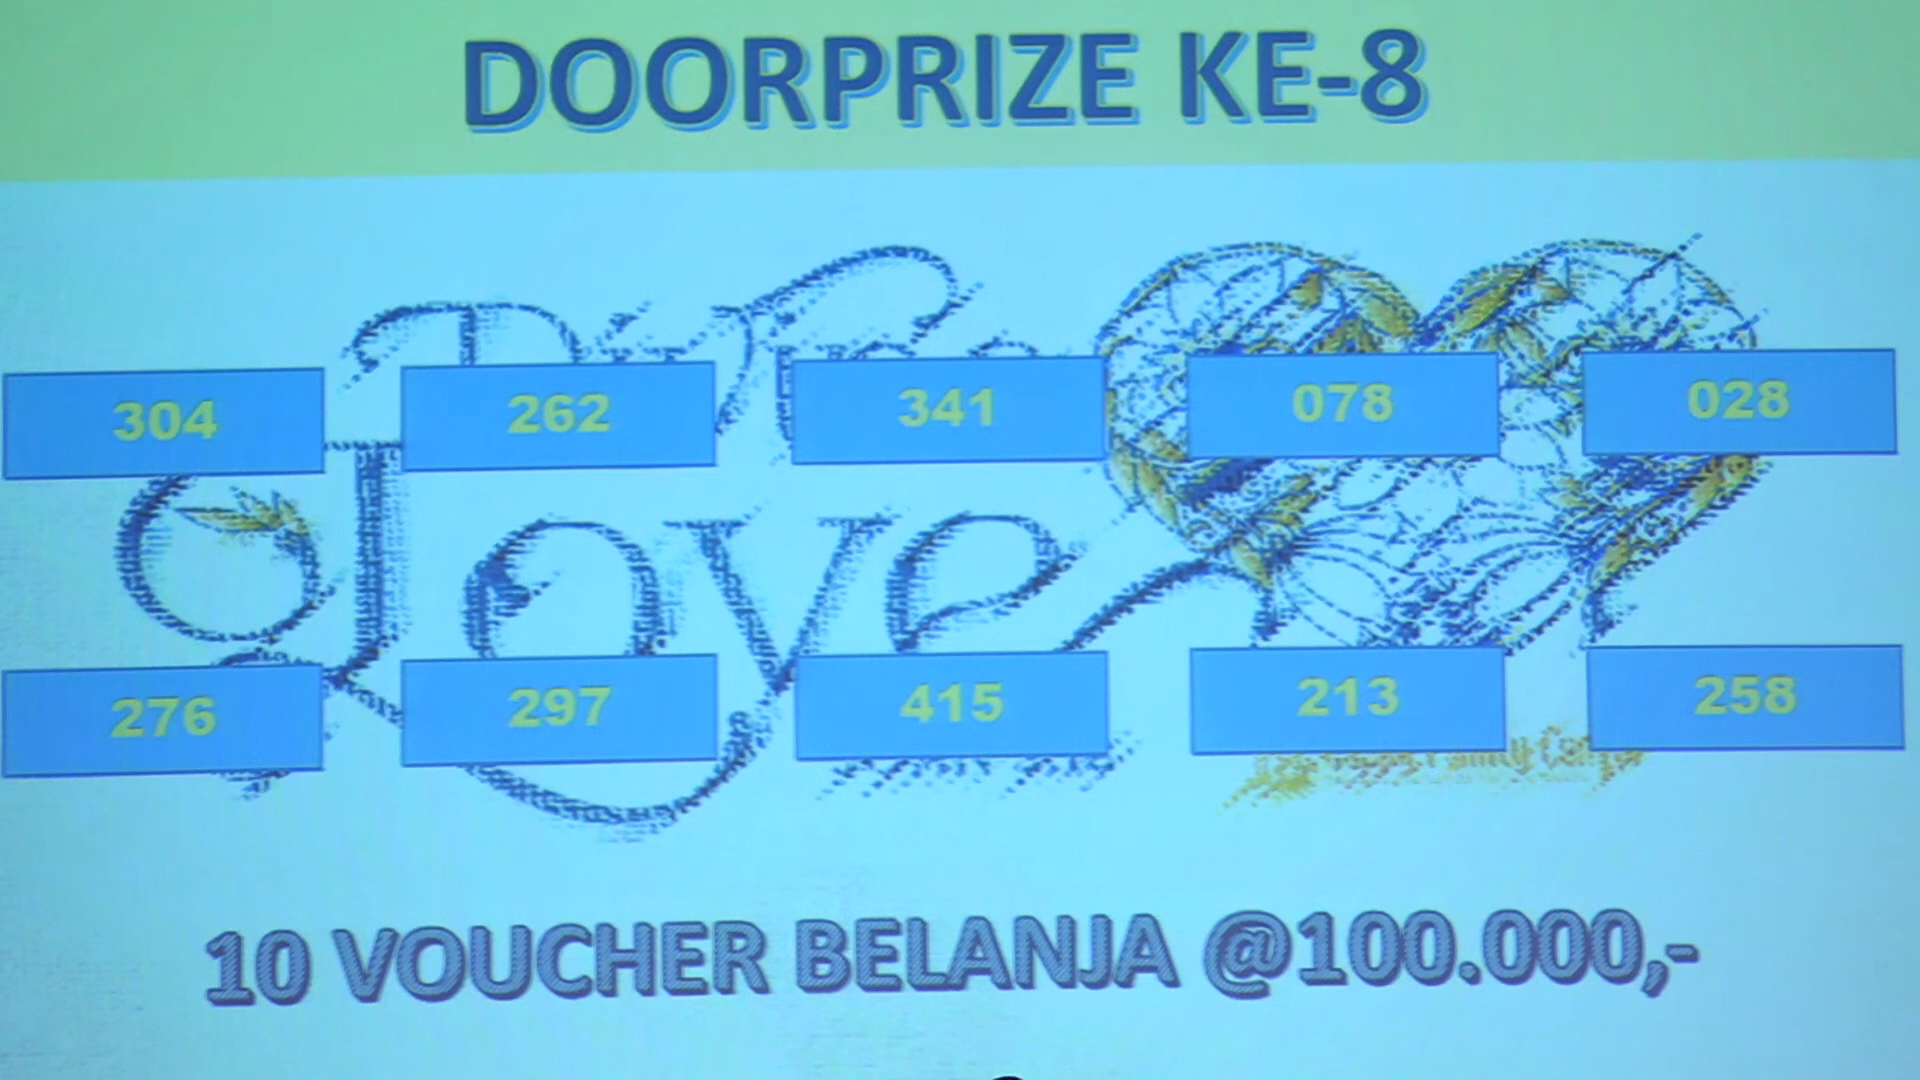 DOORPRIZE KE-8
304 262 341 078 028
Love
276 297 415 213 258
10 VOUCHER BELANJA @100.000,-